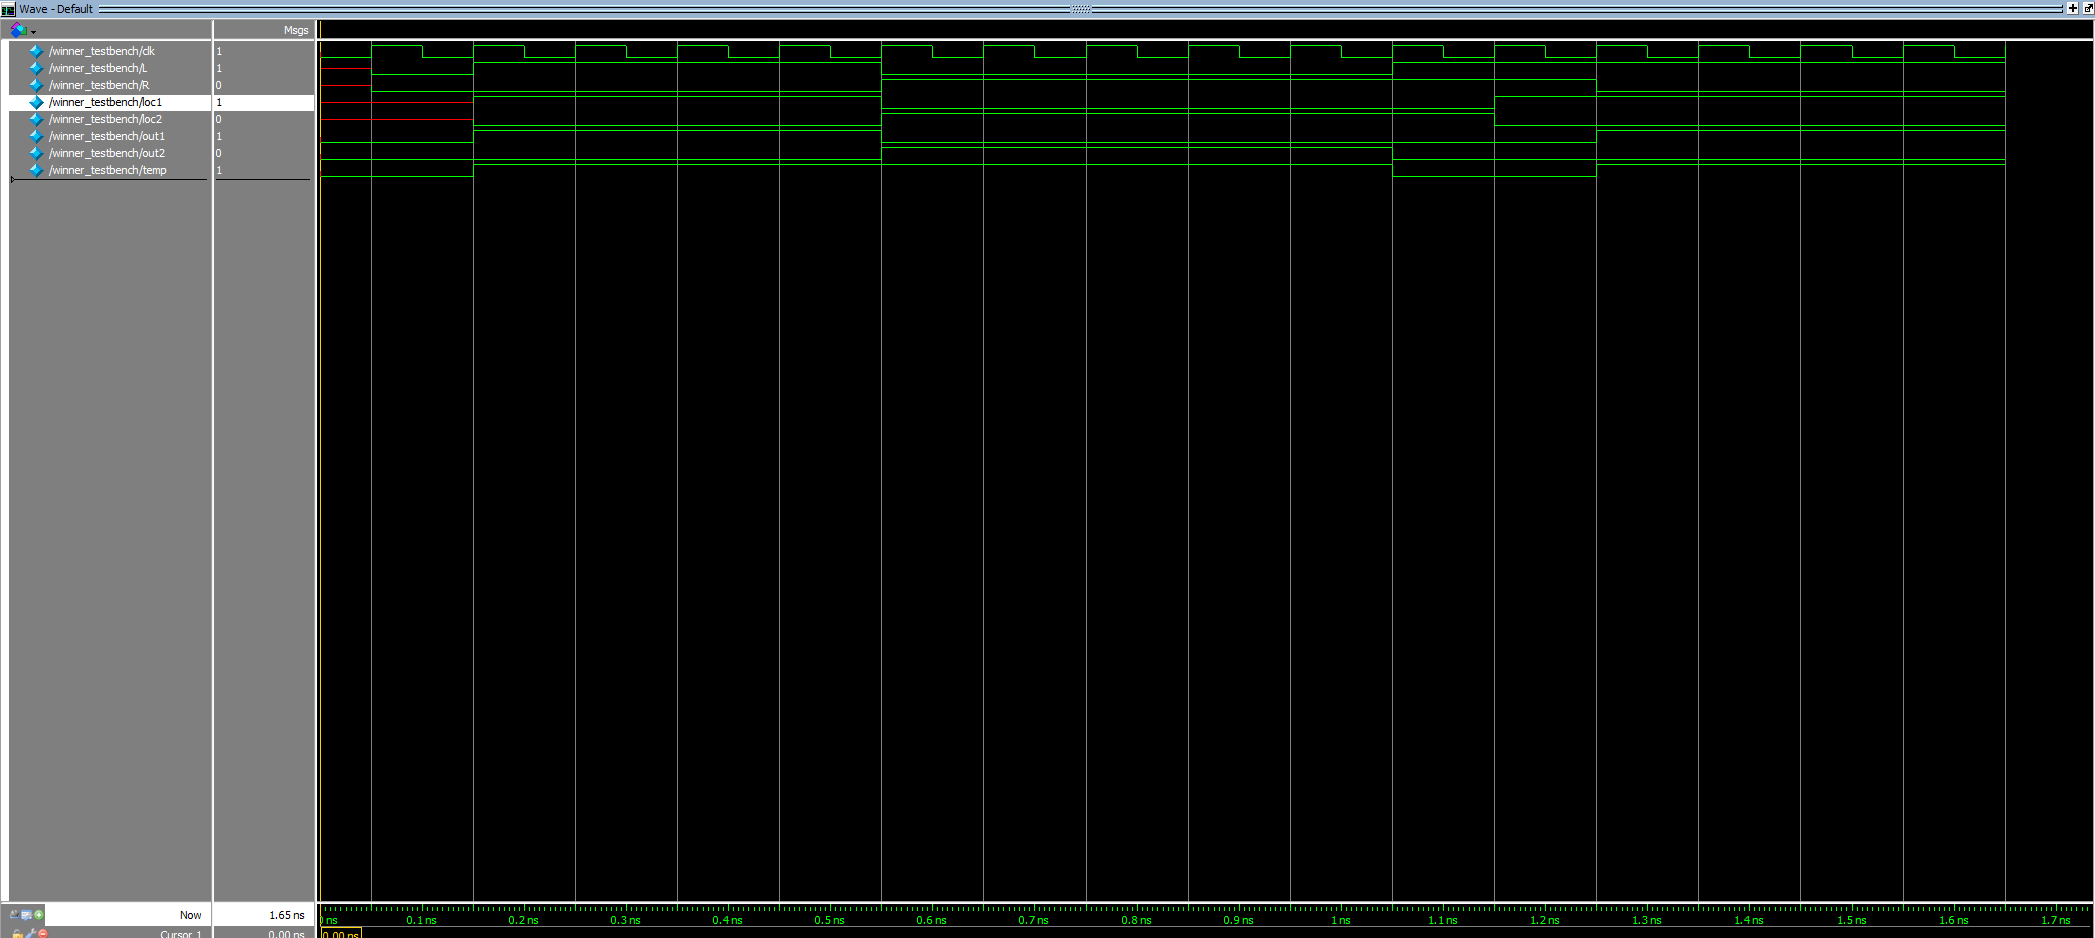 Wave - Default
Msgs
/winner_testbench/clk 1
/winner_testbench/L 1
/winner_testbench/R 0
/winner_testbench/loc1 1
/winner_testbench/loc2 0
/winner_testbench/out1 1
/winner_testbench/out2 0
/winner_testbench/temp 1
Now 1.65 ns ns 0.1 ns 0.2 ns 0.3 ns 0.4 ns 0.5 ns 0.6 ns 0.7 ns 0.8 ns 0.9 ns 1 ns 1.1 ns 1.2 ns 1.3 ns 1.4 ns 1.5 ns 1.6 ns 1.7 ns
Cursor 1 0.00 ns 0.00 ns